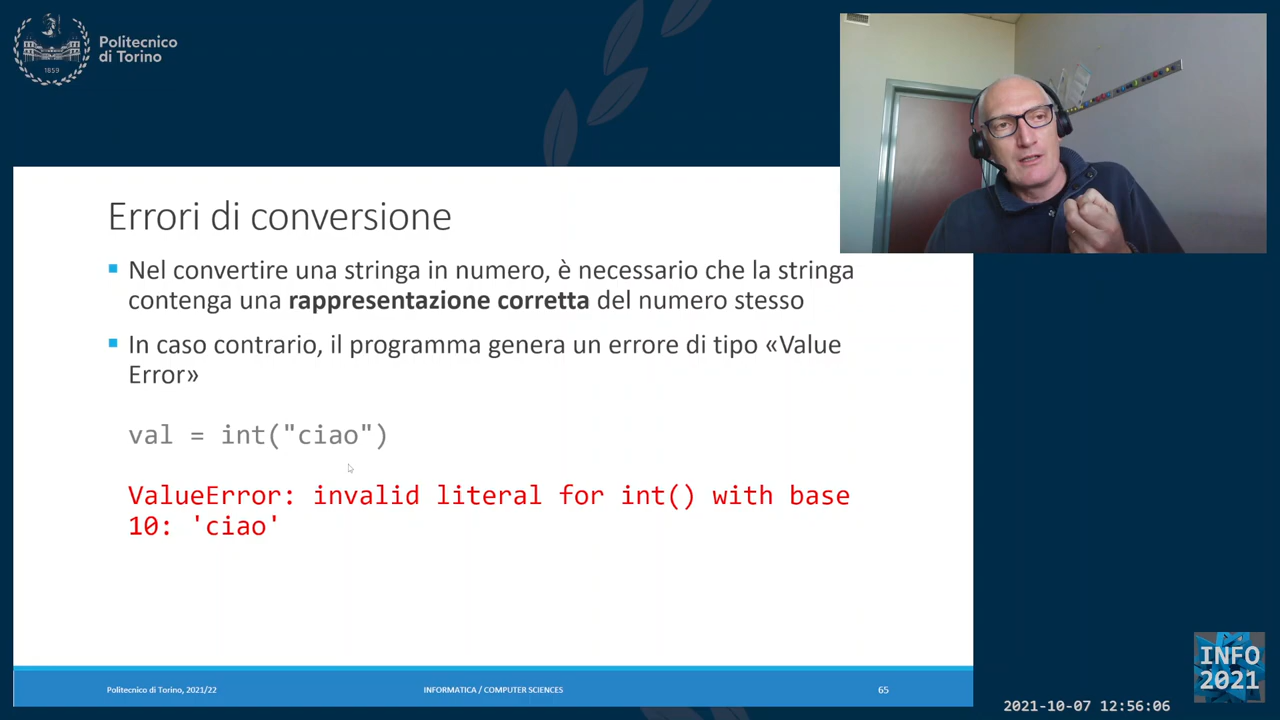 Politecnico
di Torino
1859
Errori di conversione
Nel convertire una stringa in numero, è necessario che la stringa
contenga una rappresentazione corretta del numero stesso
In caso contrario, il programma genera un errore di tipo «Value
Error»
val = int("ciao")
ValueError: invalid literal for int() with base
10: 'ciao'
Politecnico di Torino, 2021/22
INFORMATICA / COMPUTER SCIENCES
65
INFO
2021
2021-10-07 12:56:06